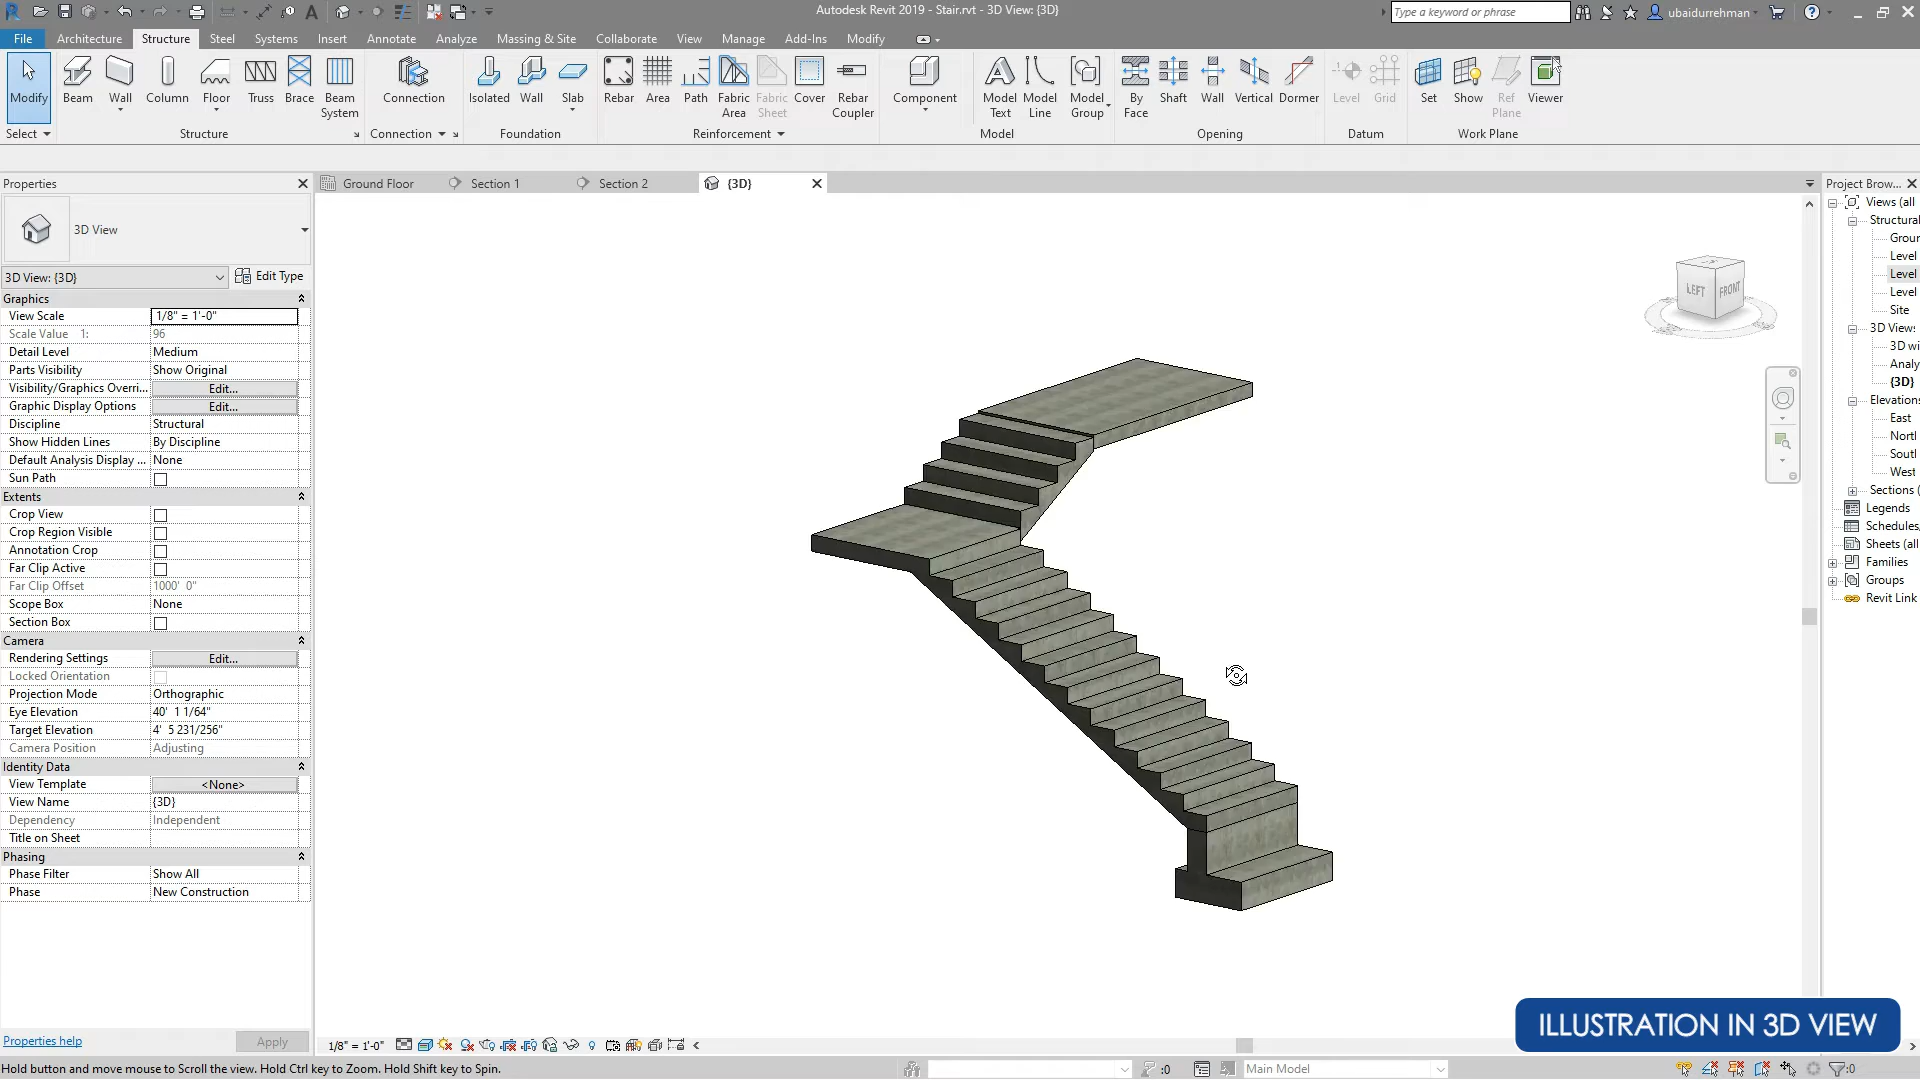 Autodesk Revit 2019 - Stair.rvt - 3D View: {3D}
Type a keyword or phrase
ubaidurrehman
File Architecture Structure Steel Systems Insert Annotate Analyze Massing & Site Collaborate View Manage Add-Ins Modify
Modify Beam Wall Column Floor Truss Brace Beam System Connection Isolated Wall Slab Rebar Area Path Fabric Area Fabric Sheet Cover Rebar Coupler Component Model Text Model Line Model Group By Face Shaft Wall Vertical Dormer Level Grid Set Show Ref Plane Viewer
Select Structure Connection Foundation Reinforcement Model Opening Datum Work Plane
Properties
Ground Floor Section 1 Section 2 {3D}
Project Brow...
3D View
3D View: {3D} Edit Type
Graphics
View Scale 1/8" = 1'-0"
Scale Value 1: 96
Detail Level Medium
Parts Visibility Show Original
Visibility/Graphics Overri... Edit...
Graphic Display Options Edit...
Discipline Structural
Show Hidden Lines By Discipline
Default Analysis Display ... None
Sun Path
Extents
Crop View
Crop Region Visible
Annotation Crop
Far Clip Active
Far Clip Offset 1000' 0"
Scope Box None
Section Box
Camera
Rendering Settings Edit...
Locked Orientation
Projection Mode Orthographic
Eye Elevation 40' 1 1/64"
Target Elevation 4' 5 231/256"
Camera Position Adjusting
Identity Data
View Template <None>
View Name {3D}
Dependency Independent
Title on Sheet
Phasing
Phase Filter Show All
Phase New Construction
Properties help Apply
LEFT FRONT
Views (all
Structural
Groun
Level
Level
Level
Site
3D Views
3D wi
Analy
{3D}
Elevations
East
North
South
West
Sections (
Legends
Schedules,
Sheets (all
Families
Groups
Revit Link
ILLUSTRATION IN 3D VIEW
1/8" = 1'-0"
Hold button and move mouse to Scroll the view. Hold Ctrl key to Zoom. Hold Shift key to Spin.
:0
Main Model
:0